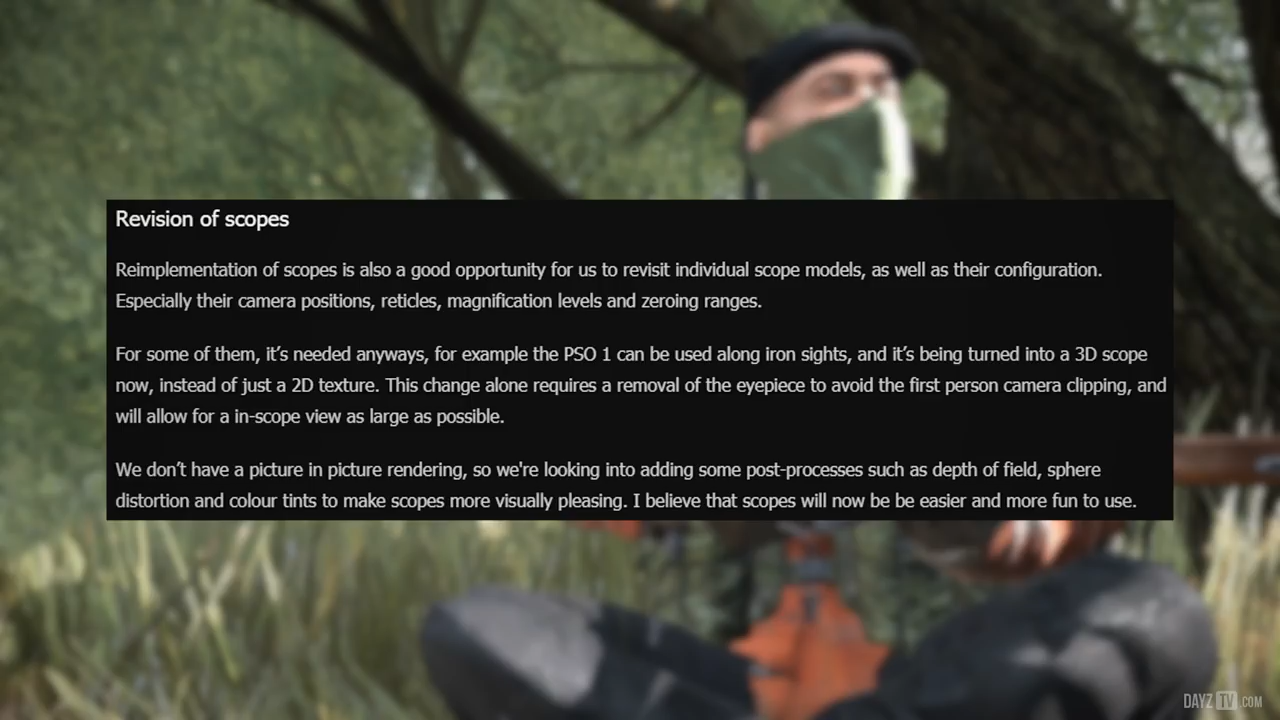 Revision of scopes
Reimplementation of scopes is also a good opportunity for us to revisit individual scope models, as well as their configuration.
Especially their camera positions, reticles, magnification levels and zeroing ranges.
For some of them, it’s needed anyways, for example the PSO 1 can be used along iron sights, and it’s being turned into a 3D scope
now, instead of just a 2D texture. This change alone requires a removal of the eyepiece to avoid the first person camera clipping, and
will allow for a in-scope view as large as possible.
We don’t have a picture in picture rendering, so we're looking into adding some post-processes such as depth of field, sphere
distortion and colour tints to make scopes more visually pleasing. I believe that scopes will now be be easier and more fun to use.
DAYZ TV .COM